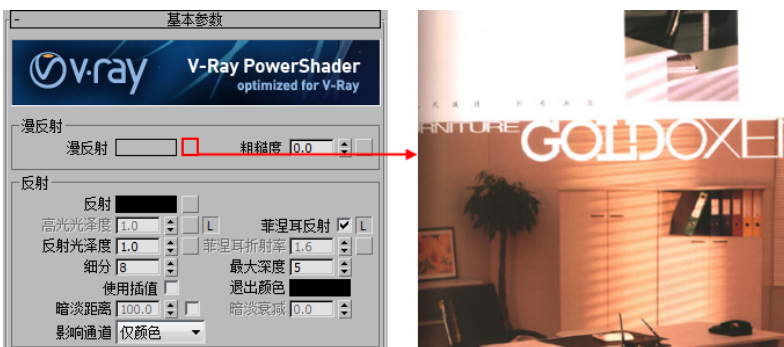 - 基本参数
v·ray V-Ray PowerShader
optimized for V-Ray
漫反射
漫反射 粗糙度 0.0
反射
反射
高光光泽度 1.0 L 菲涅耳反射 L
反射光泽度 1.0 菲涅耳折射率 1.6
细分 8 最大深度 5
使用插值 退出颜色
暗淡距离 100.0 暗淡衰减 0.0
影响通道 仅颜色
RNITURE GOLDOXEN